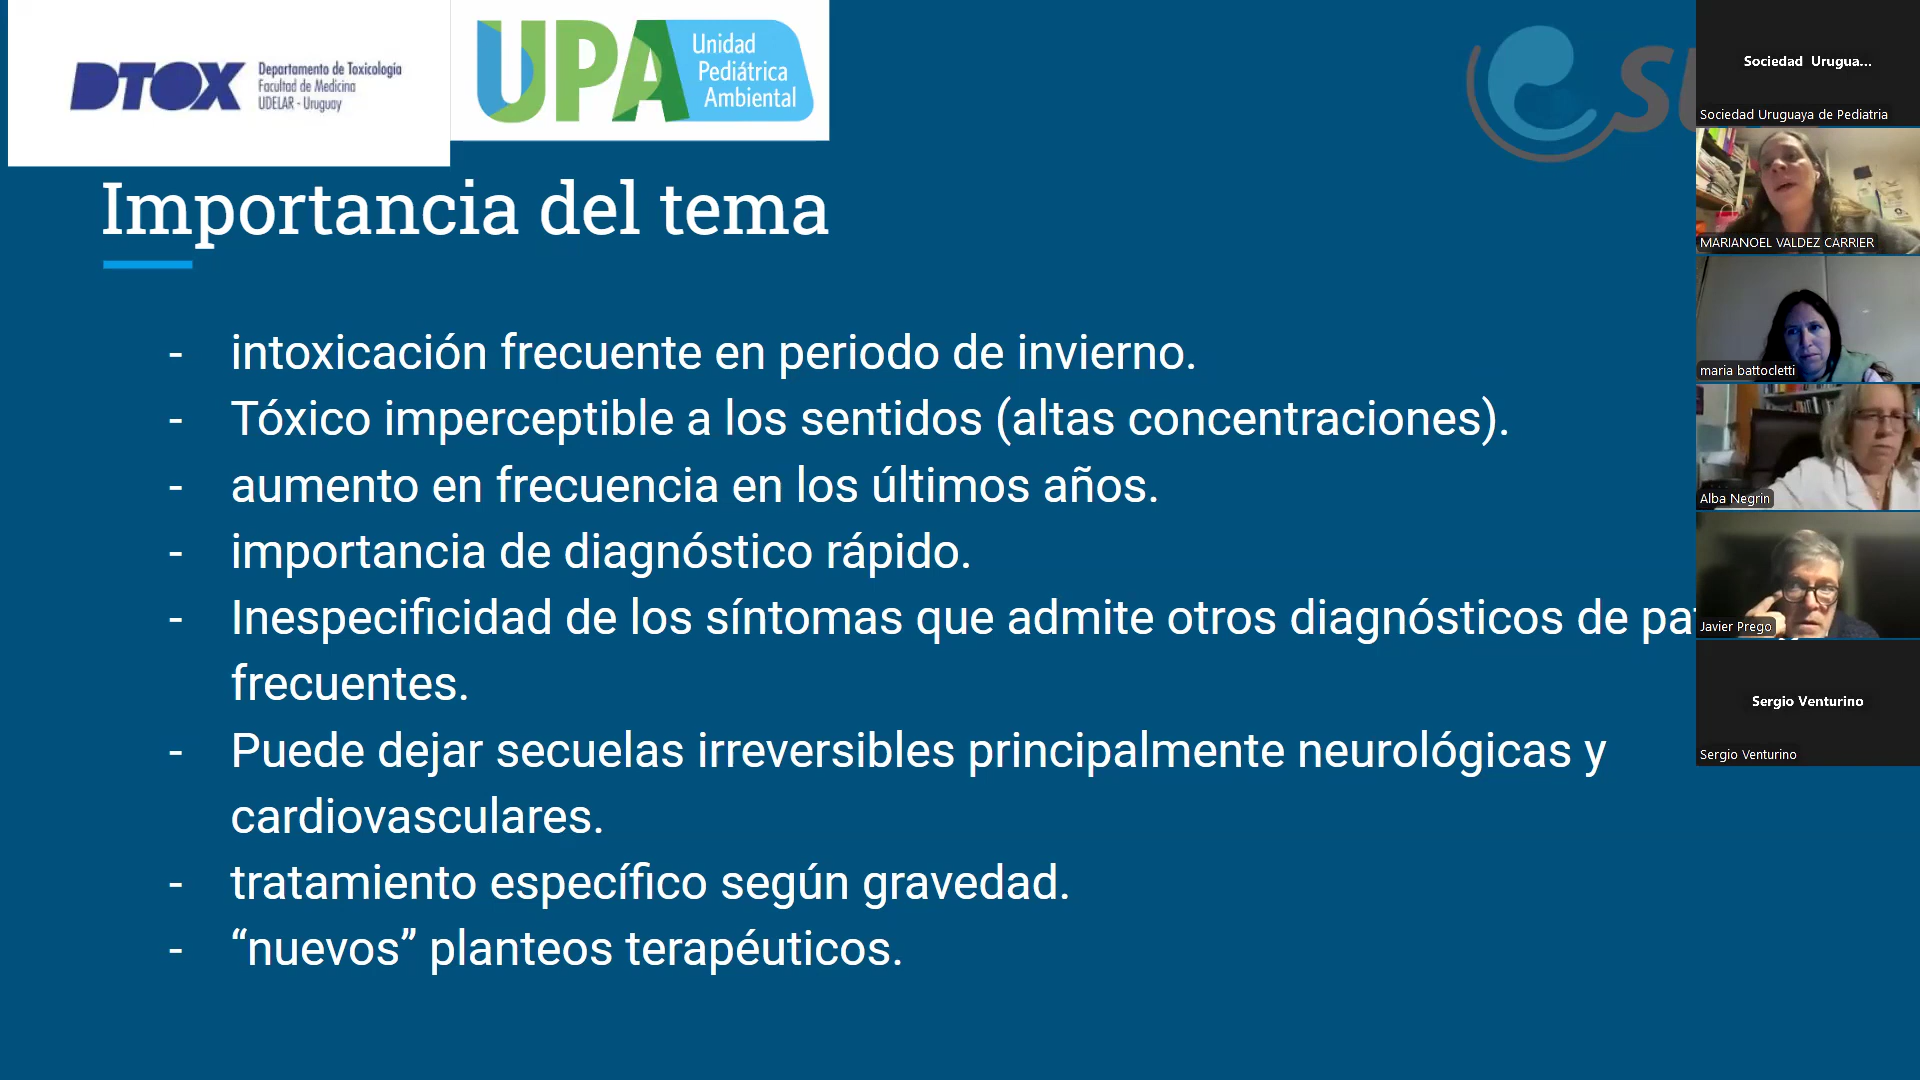 DTOX
Departamento de Toxicología
Facultad de Medicina
UDELAR - Uruguay
UPA
Unidad
Pediátrica
Ambiental
Importancia del tema
- intoxicación frecuente en periodo de invierno.
- Tóxico imperceptible a los sentidos (altas concentraciones).
- aumento en frecuencia en los últimos años.
- importancia de diagnóstico rápido.
- Inespecificidad de los síntomas que admite otros diagnósticos de
frecuentes.
- Puede dejar secuelas irreversibles principalmente neurológicas y
cardiovasculares.
- tratamiento específico según gravedad.
- “nuevos” planteos terapéuticos.
Sociedad Urugua...
Sociedad Uruguaya de Pediatria
MARIANOEL VALDEZ CARRIER
maria battocletti
Alba Negrin
Javier Prego
Sergio Venturino
Sergio Venturino